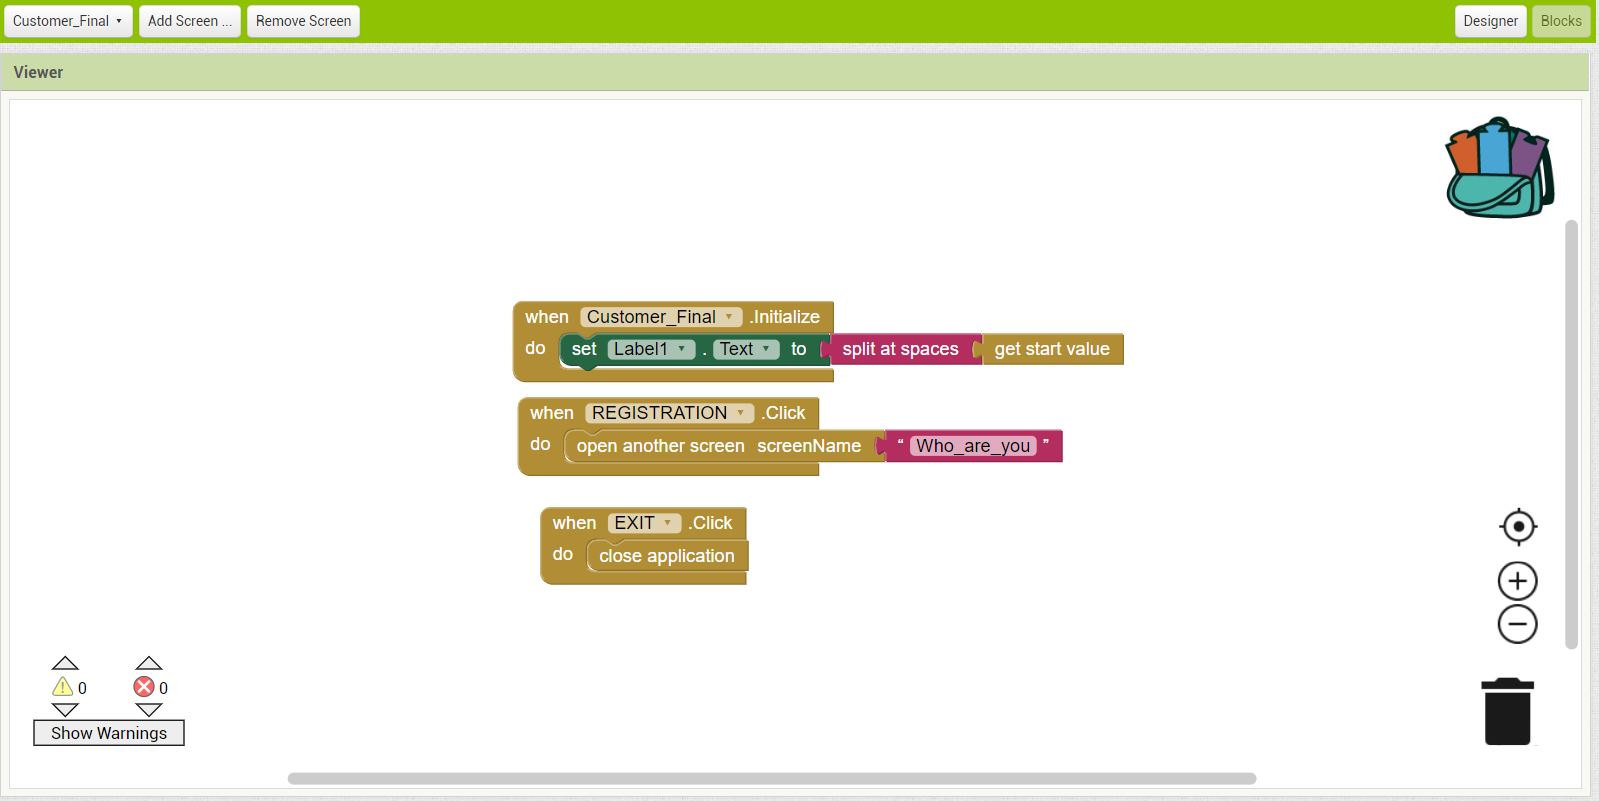 Customer_Final Add Screen ... Remove Screen Designer Blocks
Viewer
when Customer_Final .Initialize
do set Label1 . Text to split at spaces get start value
when REGISTRATION .Click
do open another screen screenName “ Who_are_you ”
when EXIT .Click
do close application
0 0
Show Warnings